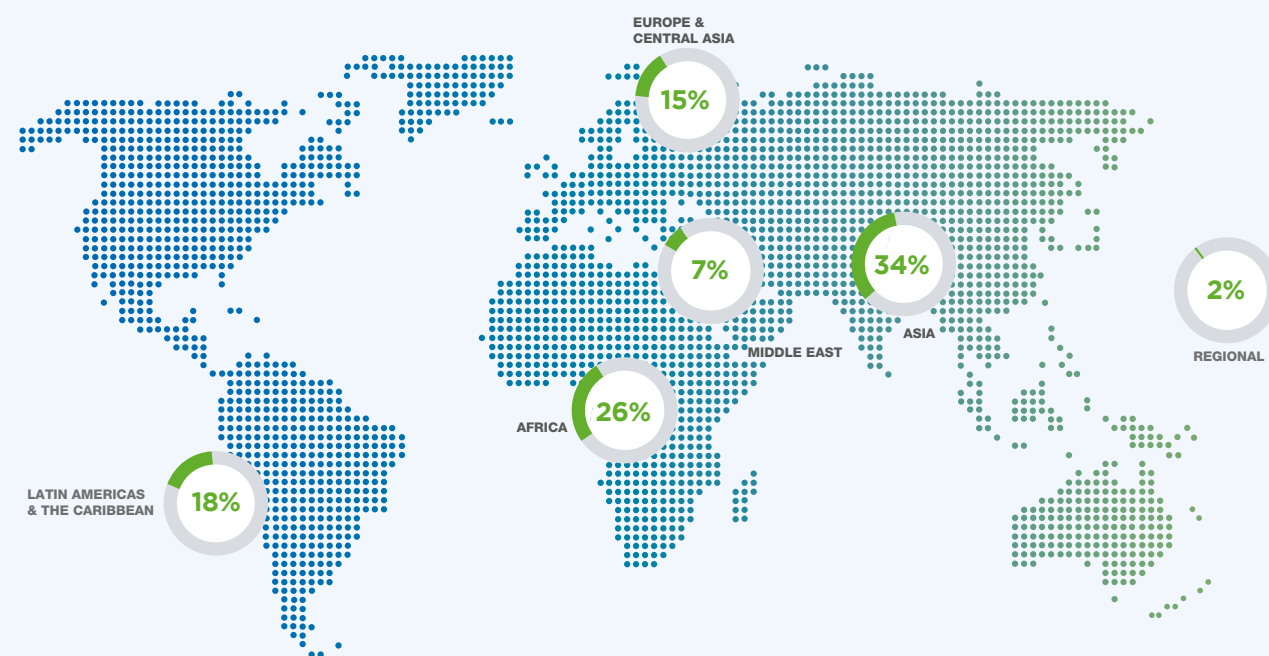 EUROPE &
CENTRAL ASIA
15%
7%
MIDDLE EAST
34%
ASIA
2%
REGIONAL
26%
AFRICA
18%
LATIN AMERICAS
& THE CARIBBEAN